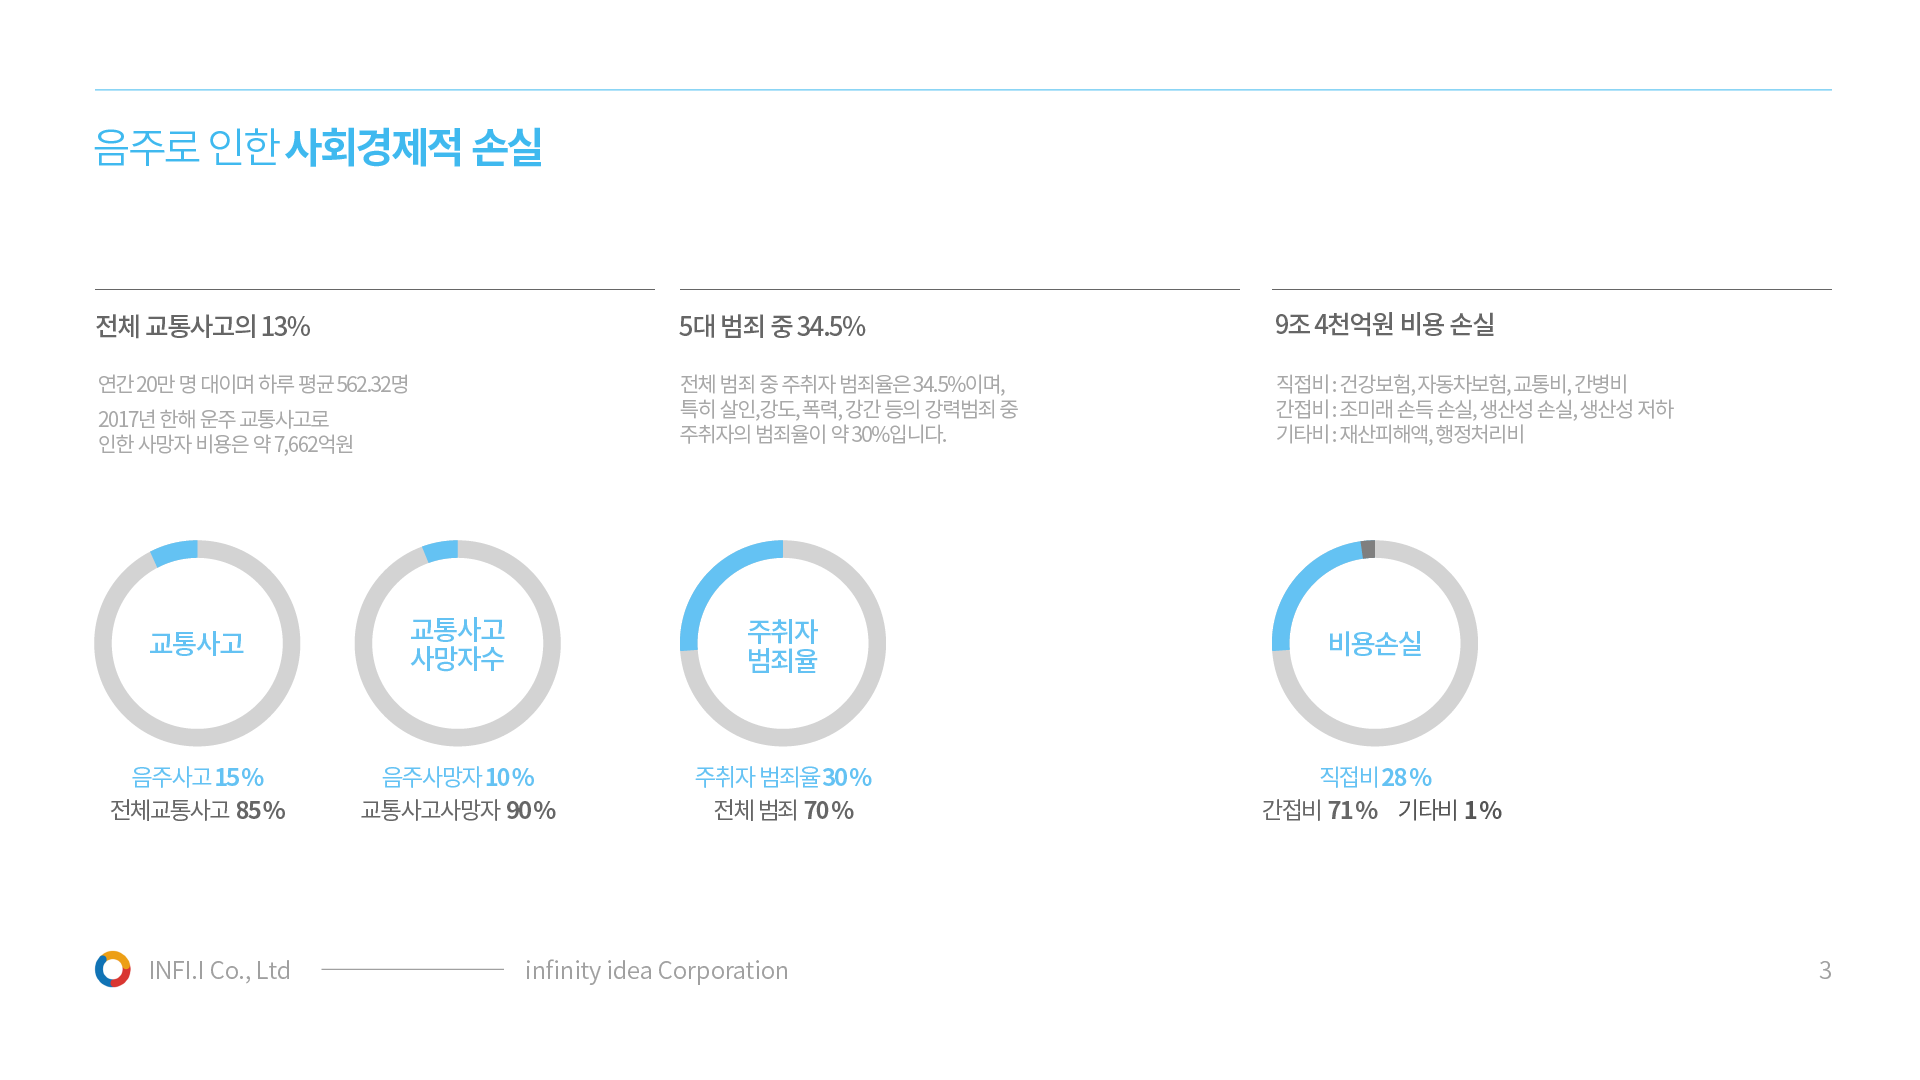 음주로 인한 사회경제적 손실
전체 교통사고의 13%
연간 20만 명 대이며 하루 평균 562.32명
2017년 한해 운주 교통사고로
인한 사망자 비용은 약 7,662억원
5대 범죄 중 34.5%
전체 범죄 중 주취자 범죄율은 34.5%이며,
특히 살인,강도, 폭력, 강간 등의 강력범죄 중
주취자의 범죄율이 약 30%입니다.
9조 4천억원 비용 손실
직접비 : 건강보험, 자동차보험, 교통비, 간병비
간접비 : 조미래 손득 손실, 생산성 손실, 생산성 저하
기타비 : 재산피해액, 행정처리비
교통사고
음주사고 15%
전체교통사고 85%
교통사고
사망자수
음주사망자 10%
교통사고사망자 90%
주취자
범죄율
주취자 범죄율 30%
전체 범죄 70%
비용손실
직접비 28%
간접비 71% 기타비 1%
INFI.I Co., Ltd infinity idea Corporation 3